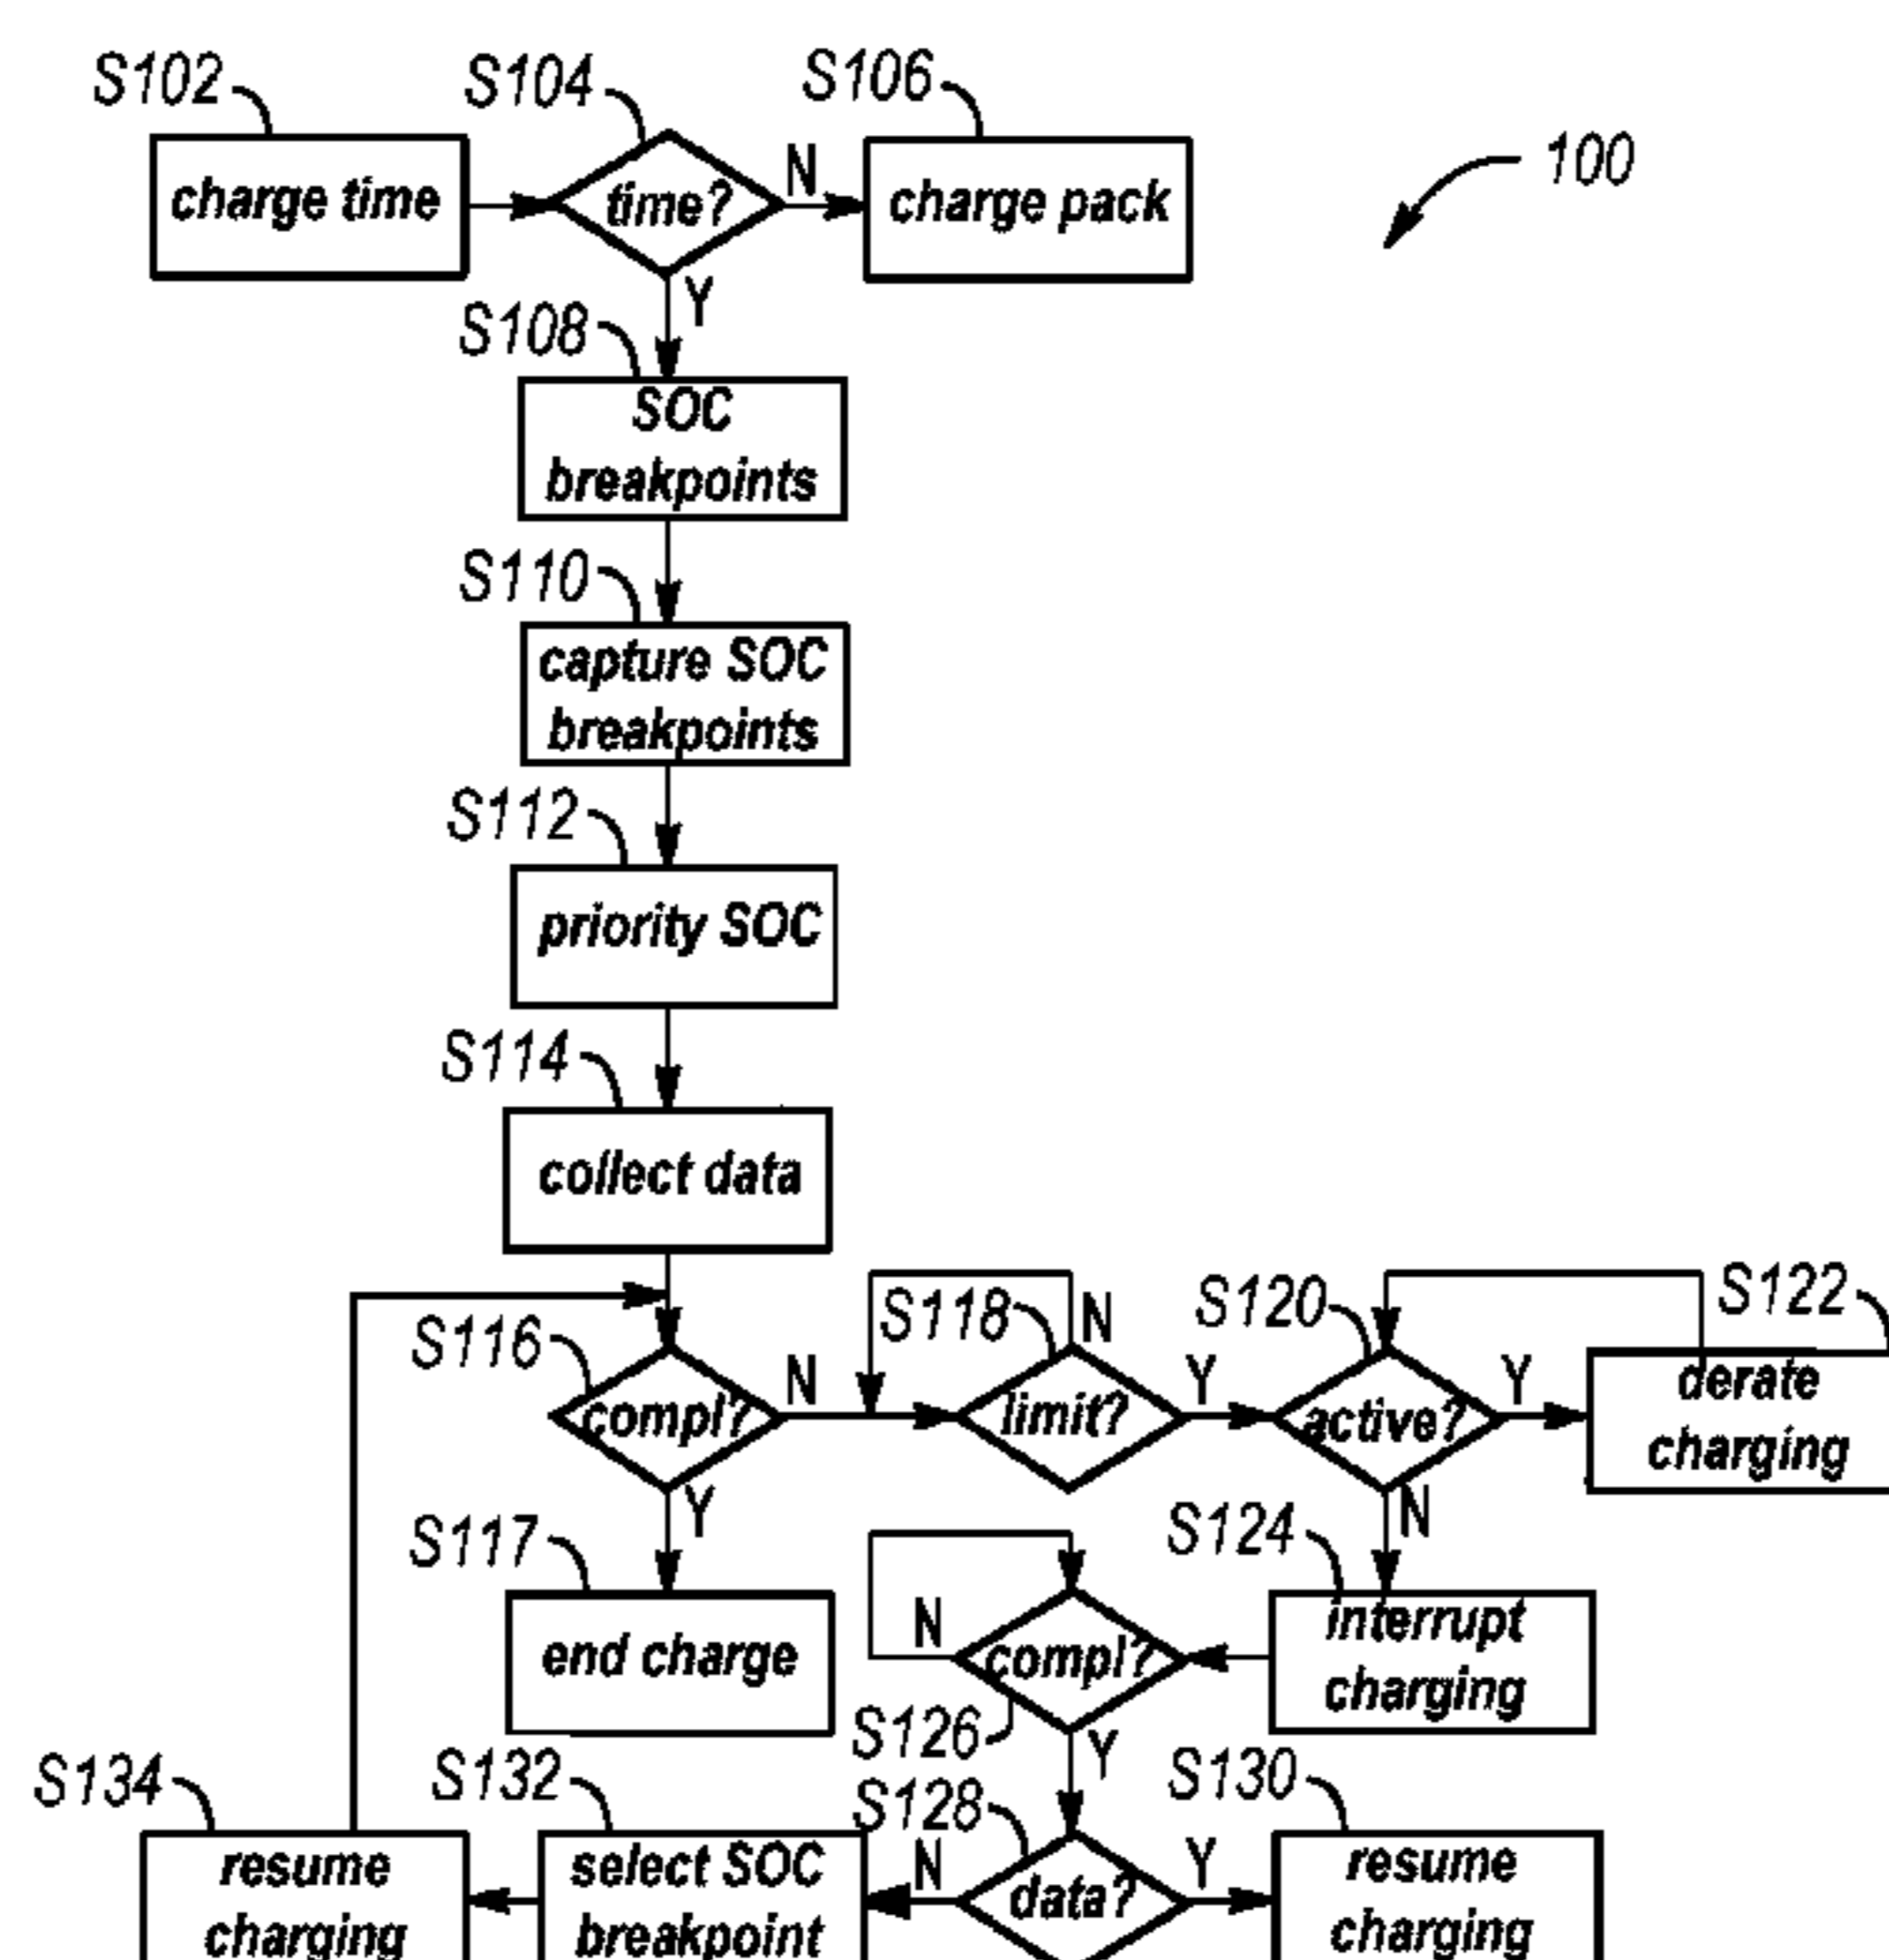 S102
S104
S106
100
charge time
time?
N
charge pack
Y
S108
SOC
breakpoints
S110
capture SOC
breakpoints
S112
priority SOC
S114
collect data
S116
S118
S120
S122
compl?
N
limit?
N
Y
active?
Y
derate
charging
Y
N
S117
S124
end charge
N
compl?
interrupt
charging
S126
Y
S134
S132
S128
S130
resume
charging
select SOC
breakpoint
N
data?
Y
resume
charging